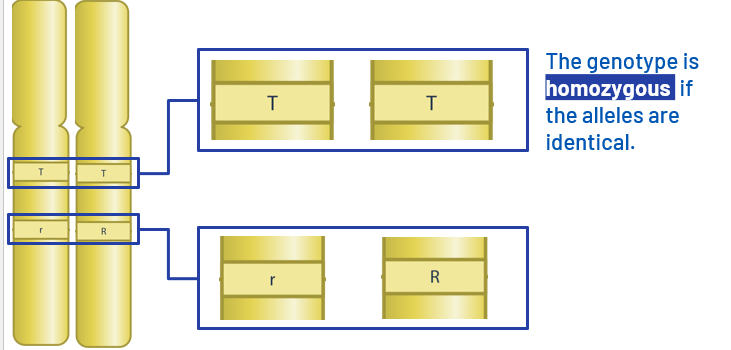 T T
The genotype is
homozygous if
the alleles are
identical.
T T
r R
r R